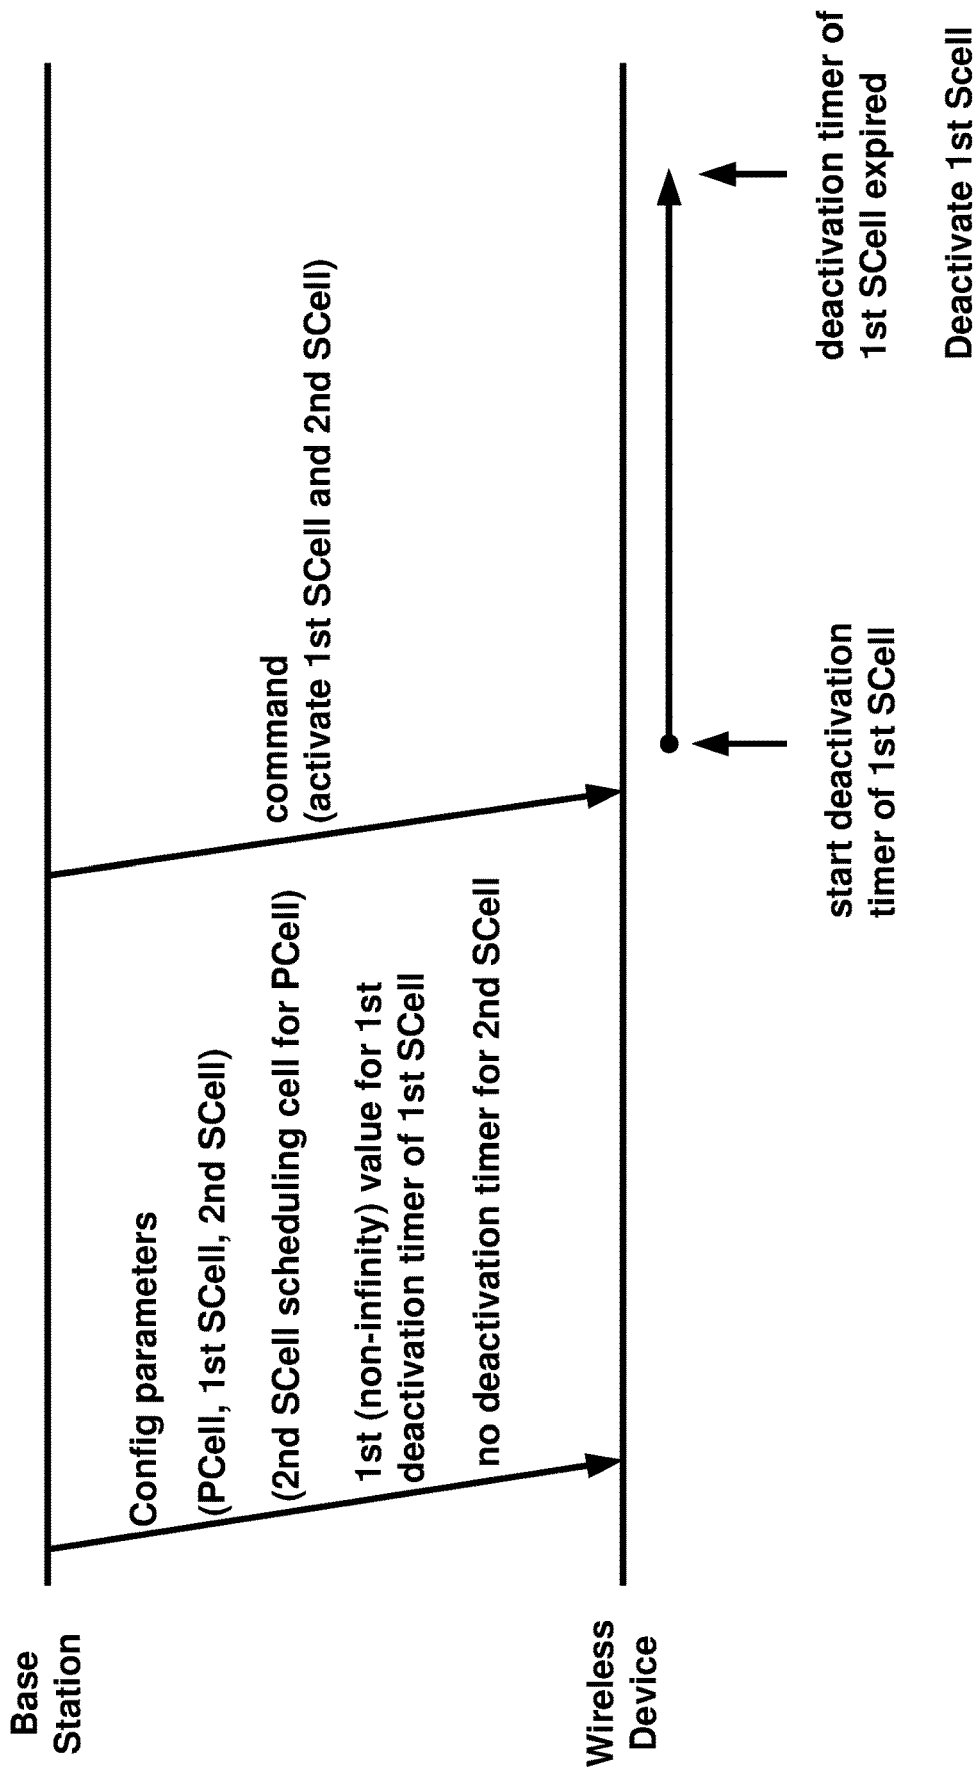 Base
Station
Config parameters
(PCell, 1st SCell, 2nd SCell)
(2nd SCell scheduling cell for PCell)
1st (non-infinity) value for 1st
deactivation timer of 1st SCell
no deactivation timer for 2nd SCell
command
(activate 1st SCell and 2nd SCell)
Wireless
Device
start deactivation
timer of 1st SCell
deactivation timer of
1st SCell expired
Deactivate 1st Scell